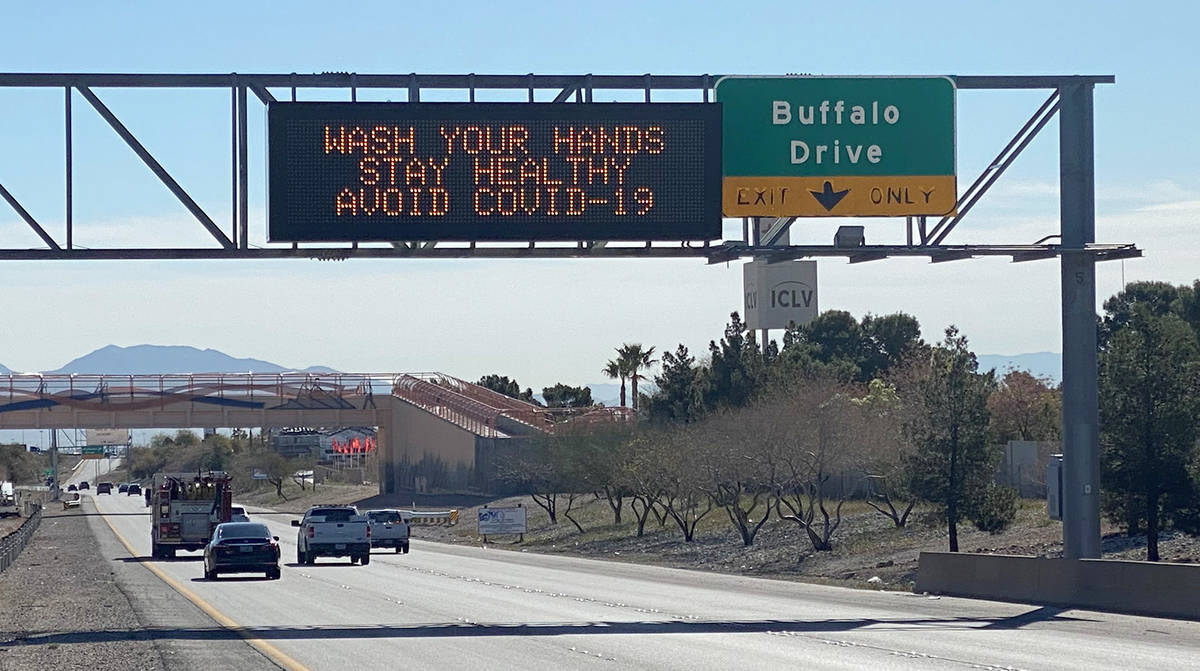 WASH YOUR HANDS
STAY HEALTHY
AVOID COVID-19
Buffalo
Drive
EXIT ONLY
ICLV
ICLV
5